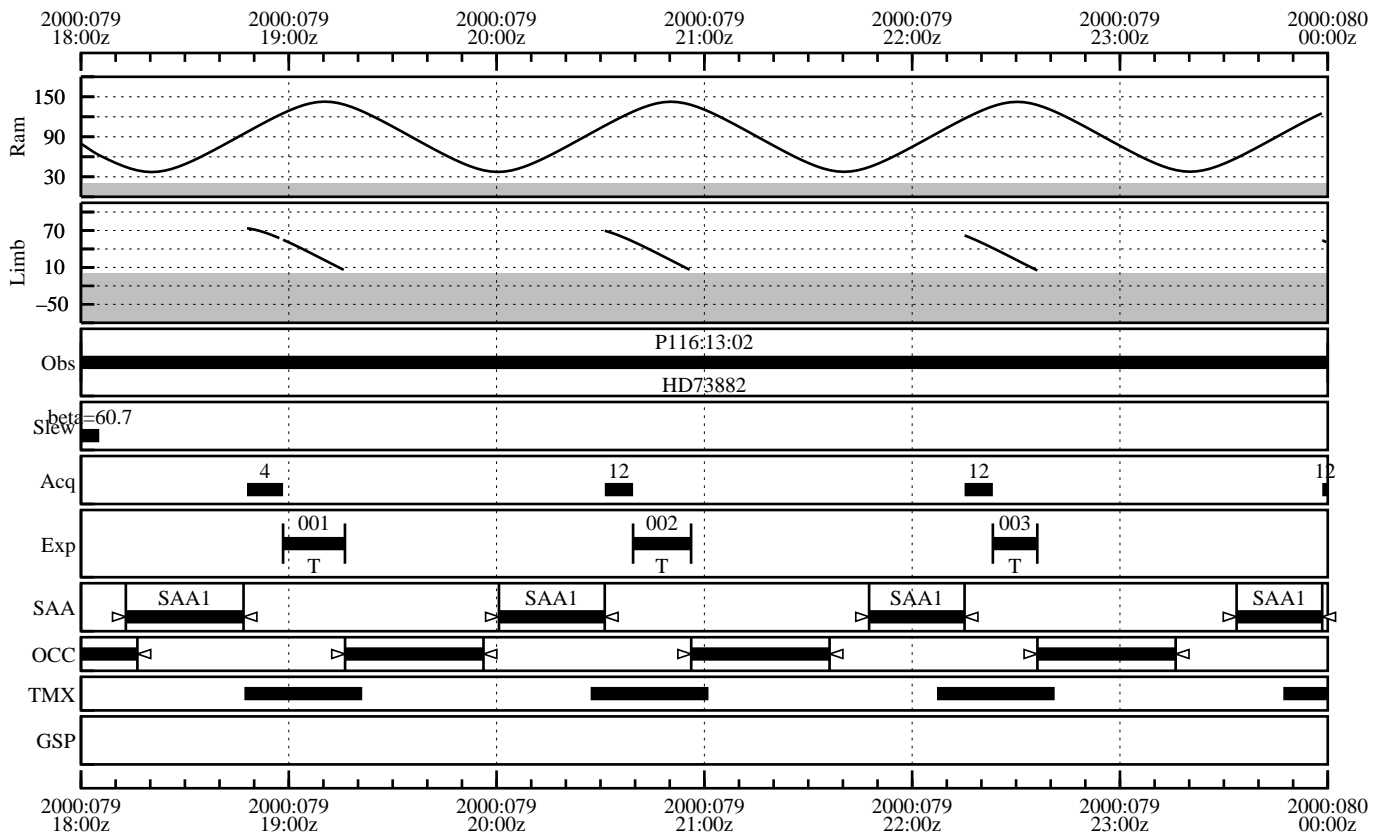 2000:079 2000:079 2000:079 2000:079 2000:079 2000:079 2000:080
18:00z 19:00z 20:00z 21:00z 22:00z 23:00z 00:00z
Ram
150
90
30
Limb
70
10
−50
P116:13:02
Obs
HD73882
beta=60.7
Slew
4 12 12 12
Acq
001 002 003
Exp
T T T
SAA1 SAA1 SAA1 SAA1
SAA
OCC
TMX
GSP
2000:079 2000:079 2000:079 2000:079 2000:079 2000:079 2000:080
18:00z 19:00z 20:00z 21:00z 22:00z 23:00z 00:00z